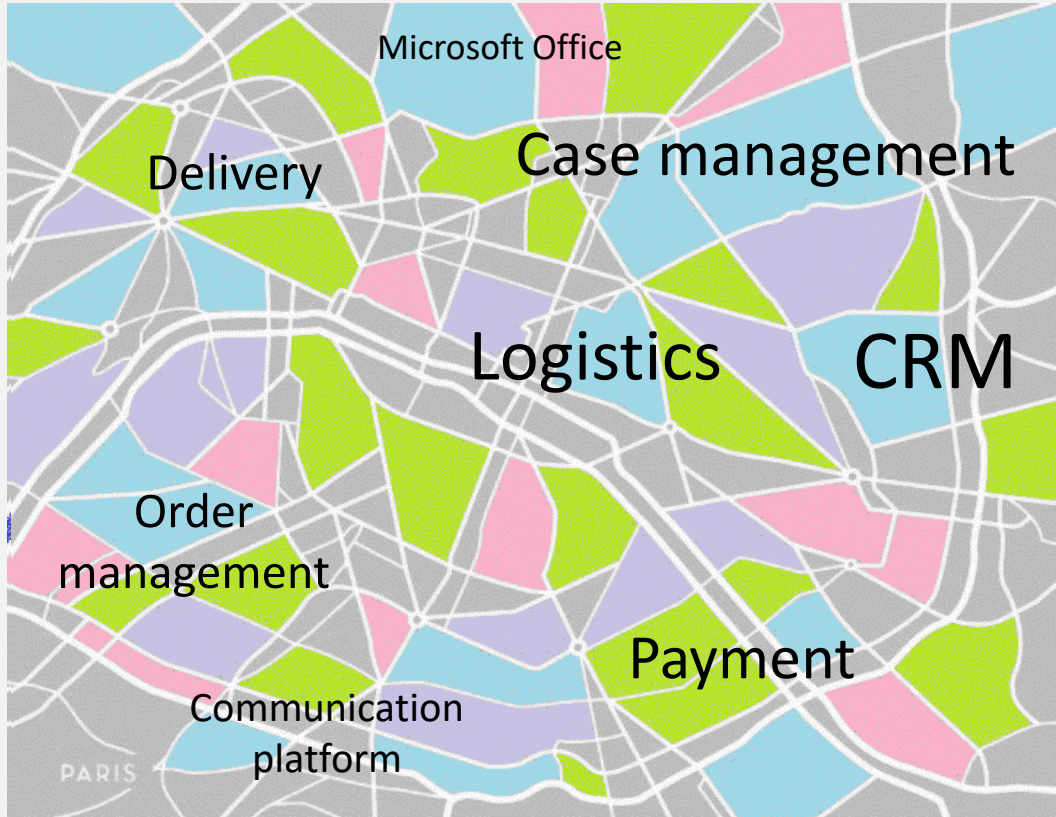 Microsoft Office
Case management
Delivery
Logistics
CRM
Order
management
Payment
Communication
platform
PARIS